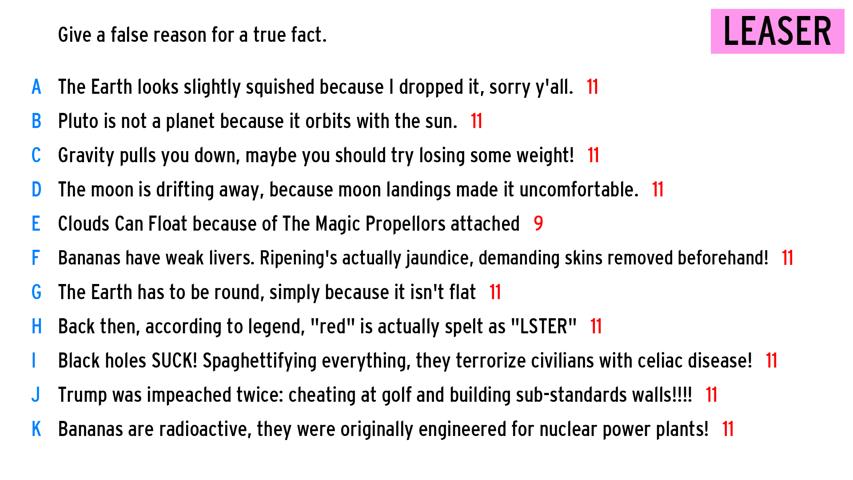 Give a false reason for a true fact.
LEASER
A The Earth looks slightly squished because I dropped it, sorry y'all. 11
B Pluto is not a planet because it orbits with the sun. 11
C Gravity pulls you down, maybe you should try losing some weight! 11
D The moon is drifting away, because moon landings made it uncomfortable. 11
E Clouds Can Float because of The Magic Propellors attached 9
F Bananas have weak livers. Ripening's actually jaundice, demanding skins removed beforehand! 11
G The Earth has to be round, simply because it isn't flat 11
H Back then, according to legend, "red" is actually spelt as "LSTER" 11
I Black holes SUCK! Spaghettifying everything, they terrorize civilians with celiac disease! 11
J Trump was impeached twice: cheating at golf and building sub-standards walls!!!! 11
K Bananas are radioactive, they were originally engineered for nuclear power plants! 11